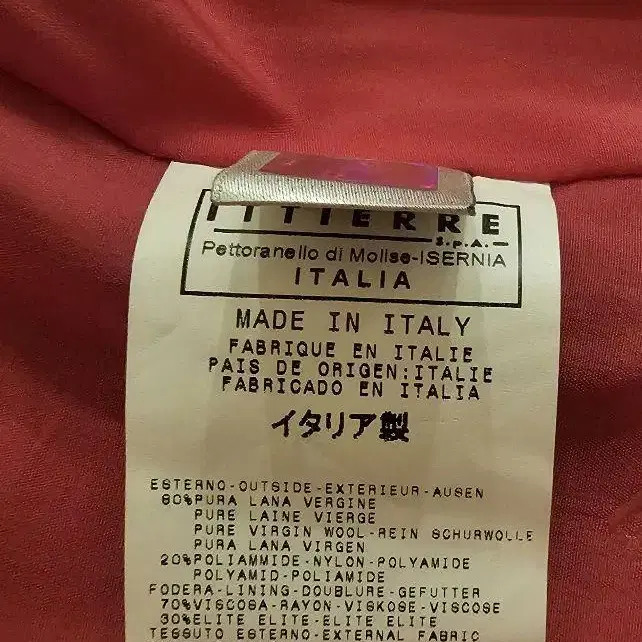 ITTIERRE
S.p.A.
Pettoranello di Molise-ISERNIA
ITALIA
MADE IN ITALY
FABRIQUE EN ITALIE
PAIS DE ORIGEN:ITALIE
FABRICADO EN ITALIA
イタリア製
ESTERNO-OUTSIDE-EXTERIEUR-AUSEN
80%PURA LANA VERGINE
PURE LAINE VIERGE
PURE VIRGIN WOOL-REIN SCHURWOLLE
PURA LANA VIRGEN
20%POLIAMMIDE-NYLON-POLYAMIDE
POLYAMID-POLIAMIDE
FODERA-LINING-DOUBLURE-GEFUTTER
70%VISCOSA-RAYON-VISKOSE-VISCOSE
30%ELITE ELITE-ELITE ELITE
TESSUTO ESTERNO-EXTERNAL FABRIC